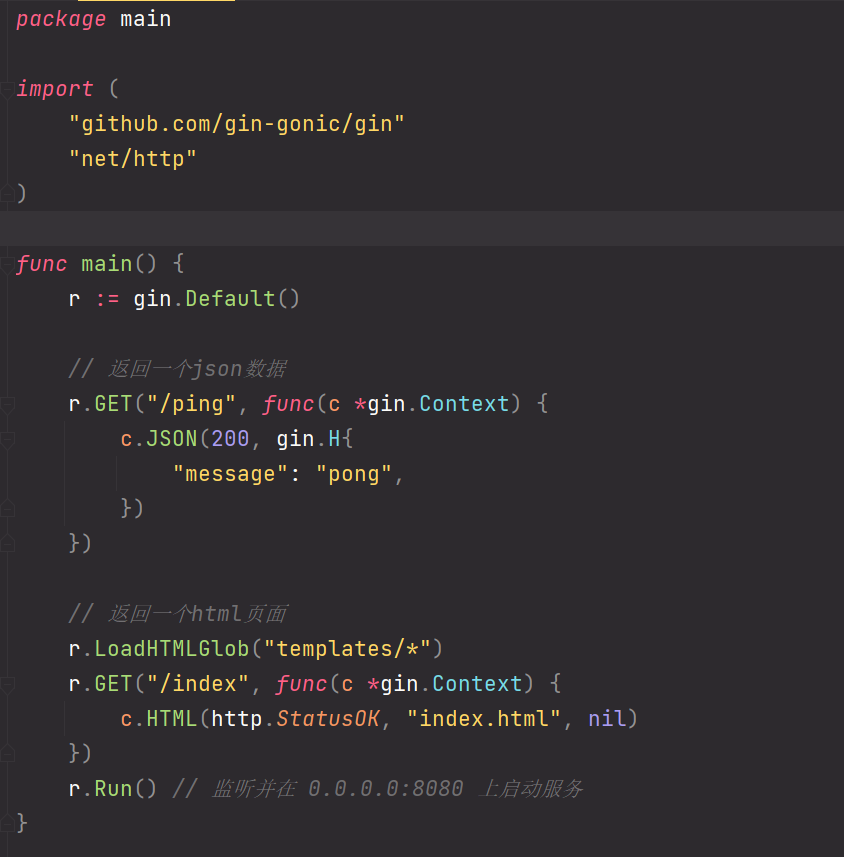 package main
import (
    "github.com/gin-gonic/gin"
    "net/http"
)
func main() {
    r := gin.Default()
    // 返回一个json数据
    r.GET("/ping", func(c *gin.Context) {
        c.JSON(200, gin.H{
            "message": "pong",
        })
    })
    // 返回一个html页面
    r.LoadHTMLGlob("templates/*")
    r.GET("/index", func(c *gin.Context) {
        c.HTML(http.StatusOK, "index.html", nil)
    })
    r.Run() // 监听并在 0.0.0.0:8080 上启动服务
}